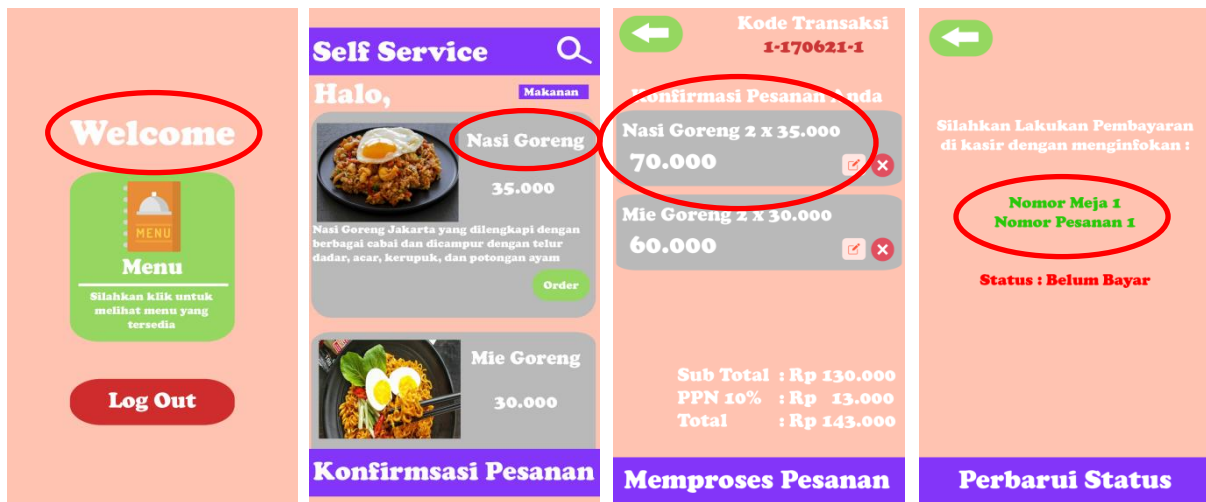 Welcome
MENU
Menu
Silahkan klik untuk
melihat menu yang
tersedia
Log Out
Self Service
Halo,
Makanan
Nasi Goreng
35.000
Nasi Goreng Jakarta yang dilengkapi dengan
berbagai cabai dan dicampur dengan telur
dadar, acar, kerupuk, dan potongan ayam
Order
Mie Goreng
30.000
Konfirmsasi Pesanan
Kode Transaksi
1-170621-1
Konfirmasi Pesanan Anda
Nasi Goreng 2 x 35.000
70.000
Mie Goreng 2 x 30.000
60.000
Sub Total : Rp 130.000
PPN 10% : Rp 13.000
Total : Rp 143.000
Memproses Pesanan
Silahkan Lakukan Pembayaran
di kasir dengan menginfokan :
Nomor Meja 1
Nomor Pesanan 1
Status : Belum Bayar
Perbarui Status